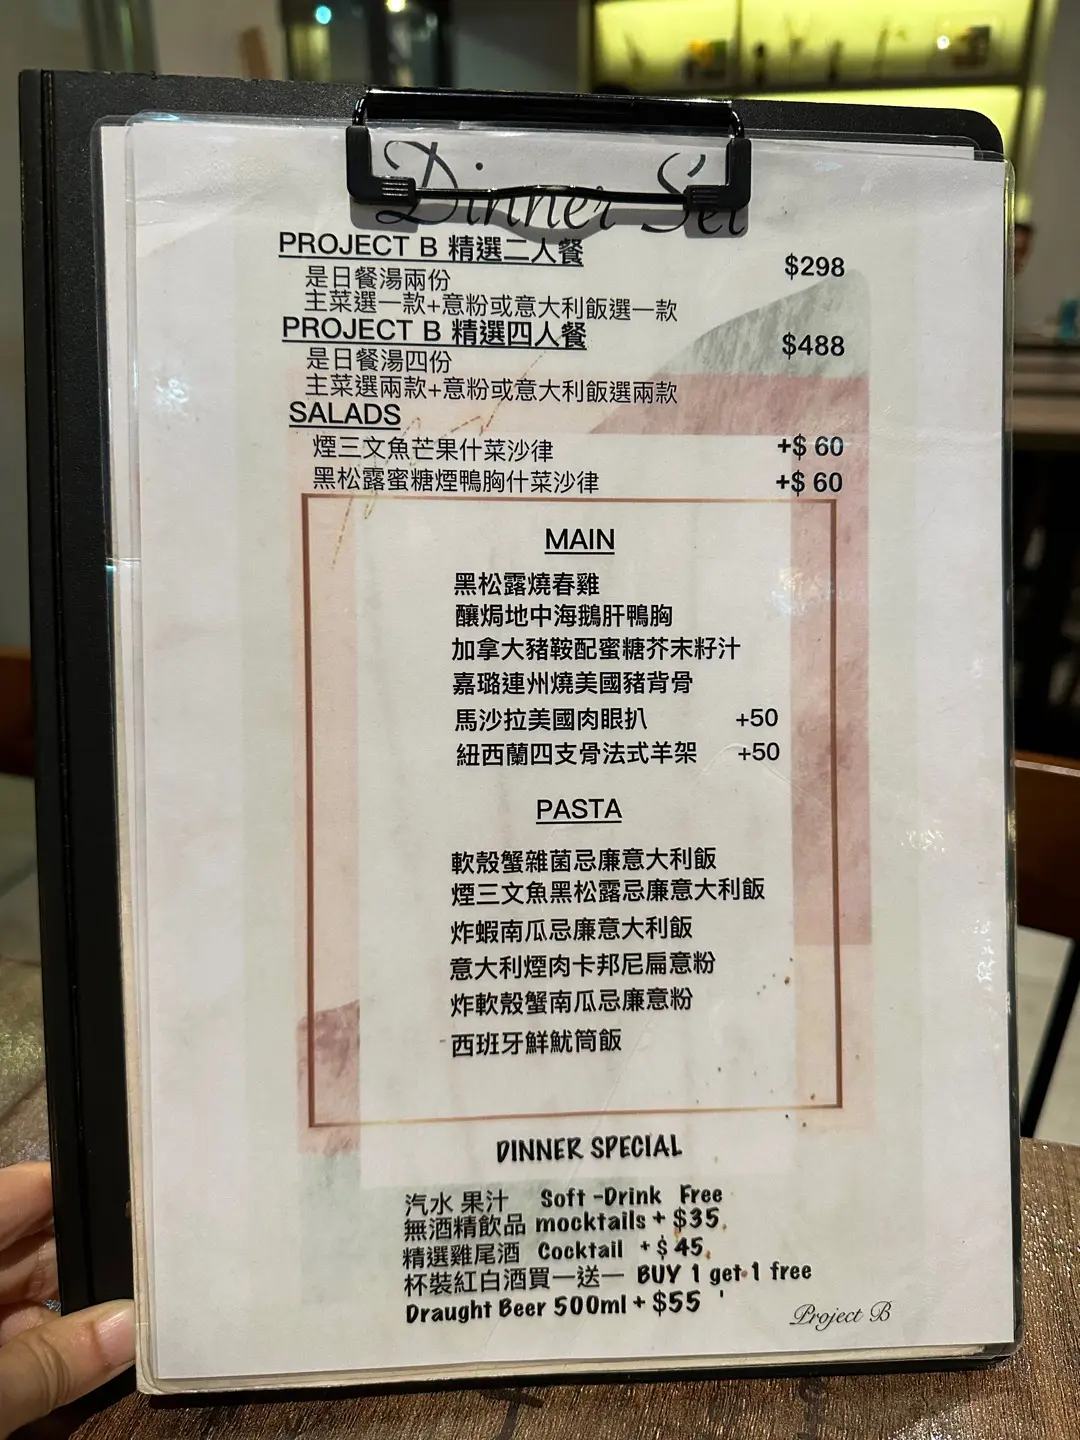 Dinner Set
PROJECT B 精選二人餐 $298
是日餐湯兩份
主菜選一款+意粉或意大利飯選一款
PROJECT B 精選四人餐 $488
是日餐湯四份
主菜選兩款+意粉或意大利飯選兩款
SALADS
煙三文魚芒果什菜沙律 +$ 60
黑松露蜜糖煙鴨胸什菜沙律 +$ 60
MAIN
黑松露燒春雞
釀焗地中海鵝肝鴨胸
加拿大豬鞍配蜜糖芥末籽汁
嘉璐連州燒美國豬背骨
馬沙拉美國肉眼扒 +50
紐西蘭四支骨法式羊架 +50
PASTA
軟殼蟹雜菌忌廉意大利飯
煙三文魚黑松露忌廉意大利飯
炸蝦南瓜忌廉意大利飯
意大利煙肉卡邦尼扁意粉
炸軟殼蟹南瓜忌廉意粉
西班牙鮮魷筒飯
DINNER SPECIAL
汽水 果汁 Soft -Drink Free
無酒精飲品 mocktails + $35
精選雞尾酒 Cocktail + $ 45
杯裝紅白酒買一送一 BUY 1 get 1 free
Draught Beer 500ml + $55
Project B